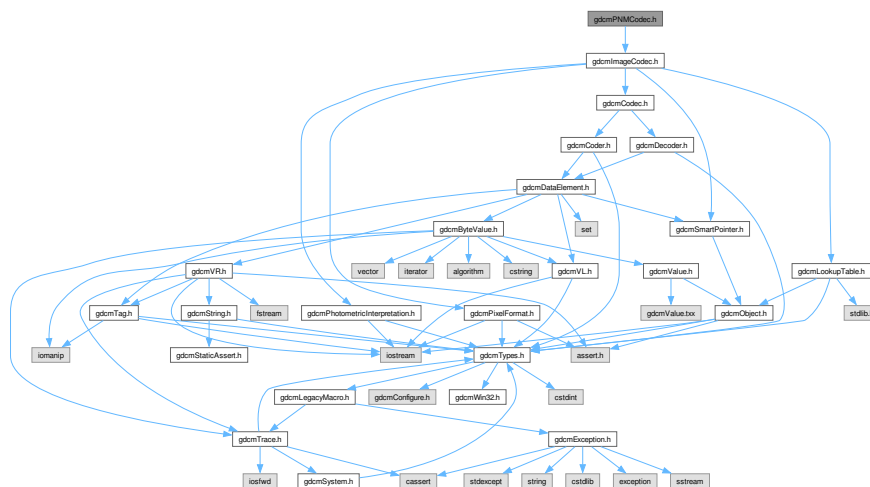 gdcmPNMCodec.h
gdcmImageCodec.h
gdcmCodec.h
gdcmCoder.h
gdcmDecoder.h
gdcmDataElement.h
gdcmByteValue.h
set
gdcmSmartPointer.h
gdcmVR.h
vector
iterator
algorithm
cstring
gdcmVL.h
gdcmValue.h
gdcmLookupTable.h
gdcmTag.h
gdcmString.h
fstream
gdcmPhotometricInterpretation.h
gdcmPixelFormat.h
gdcmValue.txx
gdcmObject.h
stdlib.
iomanip
gdcmStaticAssert.h
iostream
gdcmTypes.h
assert.h
gdcmLegacyMacro.h
gdcmConfigure.h
gdcmWin32.h
cstdint
gdcmTrace.h
gdcmException.h
iosfwd
gdcmSystem.h
cassert
stdexcept
string
cstdlib
exception
sstream